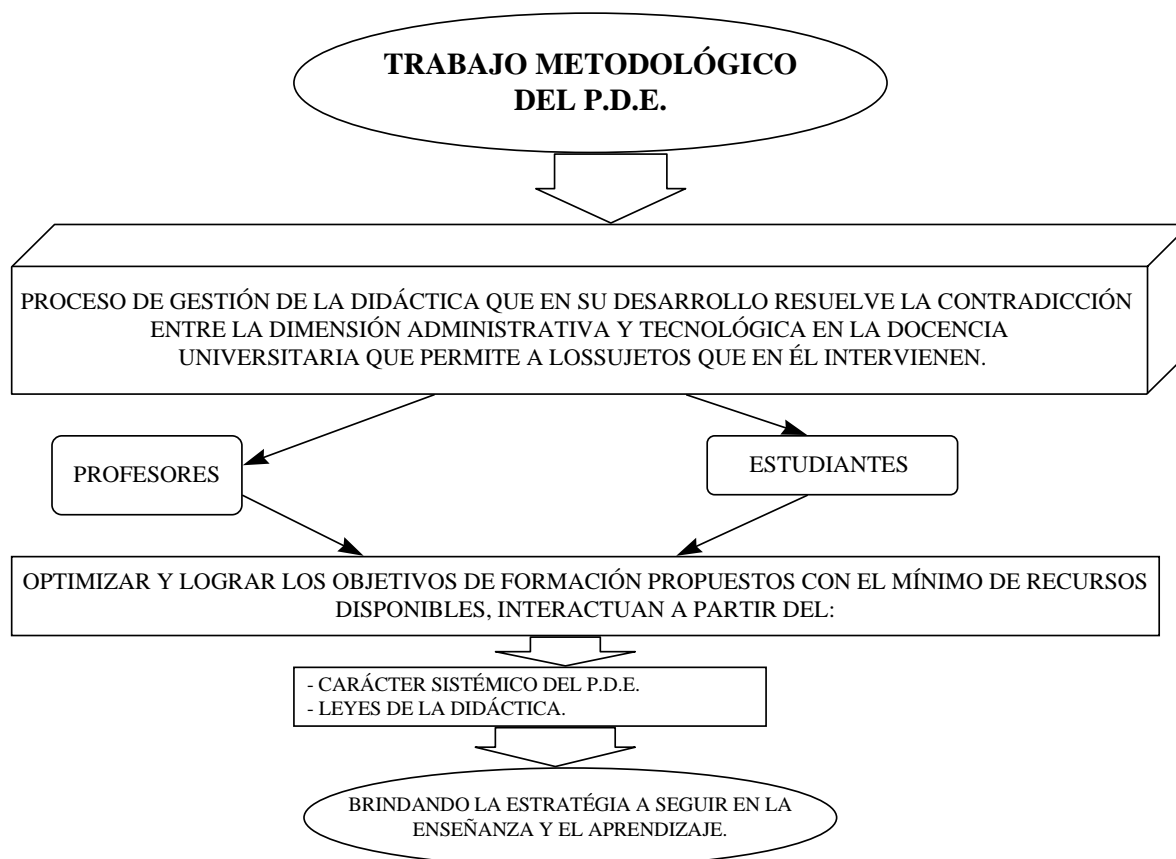 TRABAJO METODOLÓGICO
DEL P.D.E.
PROCESO DE GESTIÓN DE LA DIDÁCTICA QUE EN SU DESARROLLO RESUELVE LA CONTRADICCIÓN
ENTRE LA DIMENSIÓN ADMINISTRATIVA Y TECNOLÓGICA EN LA DOCENCIA
UNIVERSITARIA QUE PERMITE A LOSSUJETOS QUE EN ÉL INTERVIENEN.
PROFESORES
ESTUDIANTES
OPTIMIZAR Y LOGRAR LOS OBJETIVOS DE FORMACIÓN PROPUESTOS CON EL MÍNIMO DE RECURSOS
DISPONIBLES, INTERACTUAN A PARTIR DEL:
- CARÁCTER SISTÉMICO DEL P.D.E.
- LEYES DE LA DIDÁCTICA.
BRINDANDO LA ESTRATÉGIA A SEGUIR EN LA
ENSEÑANZA Y EL APRENDIZAJE.